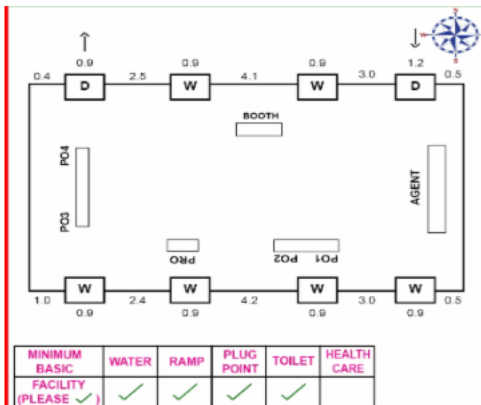 0.9 0.9 0.9 1.2
0.4 D 2.5 W 4.1 W 3.0 D 0.5
BOOTH
PO4
PO3
AGENT
PRO PO2 PO1
1.0 W 2.4 W 4.2 W 3.0 W 0.5
0.9 0.9 0.9 0.9
MINIMUM BASIC FACILITY (PLEASE ✓) WATER RAMP PLUG POINT TOILET HEALTH CARE
✓ ✓ ✓ ✓